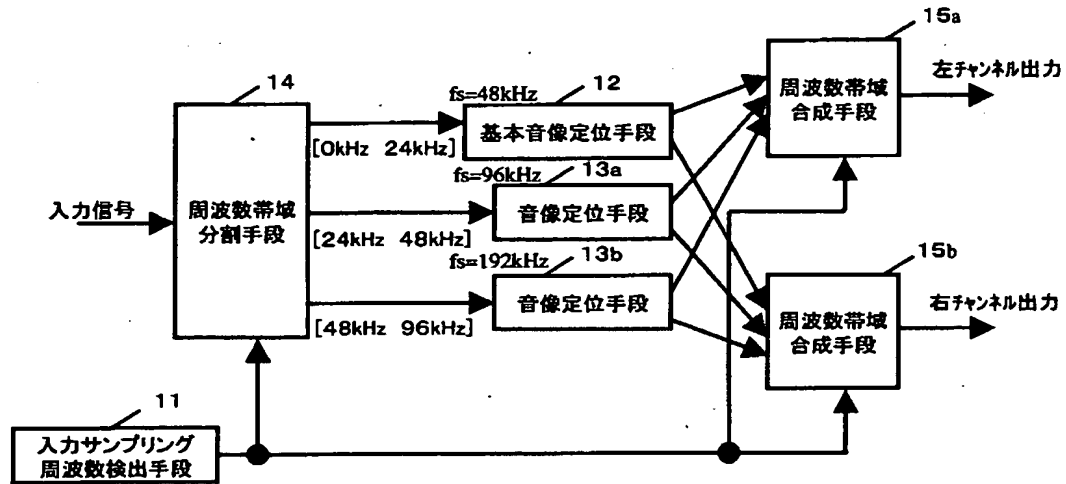 15a
周波数帯域
合成手段
左チャンネル出力
14
fs=48kHz
12
基本音像定位手段
[0kHz 24kHz]
fs=96kHz
13a
入力信号
周波数帯域
分割手段
音像定位手段
[24kHz 48kHz]
fs=192kHz
13b
音像定位手段
[48kHz 96kHz]
15b
周波数帯域
合成手段
右チャンネル出力
11
入力サンプリング
周波数検出手段